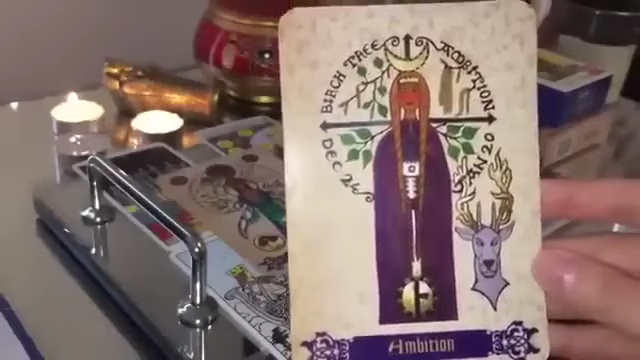 BIRCH TREE
AMBITION
DEC 24
JAN 20
Ambition